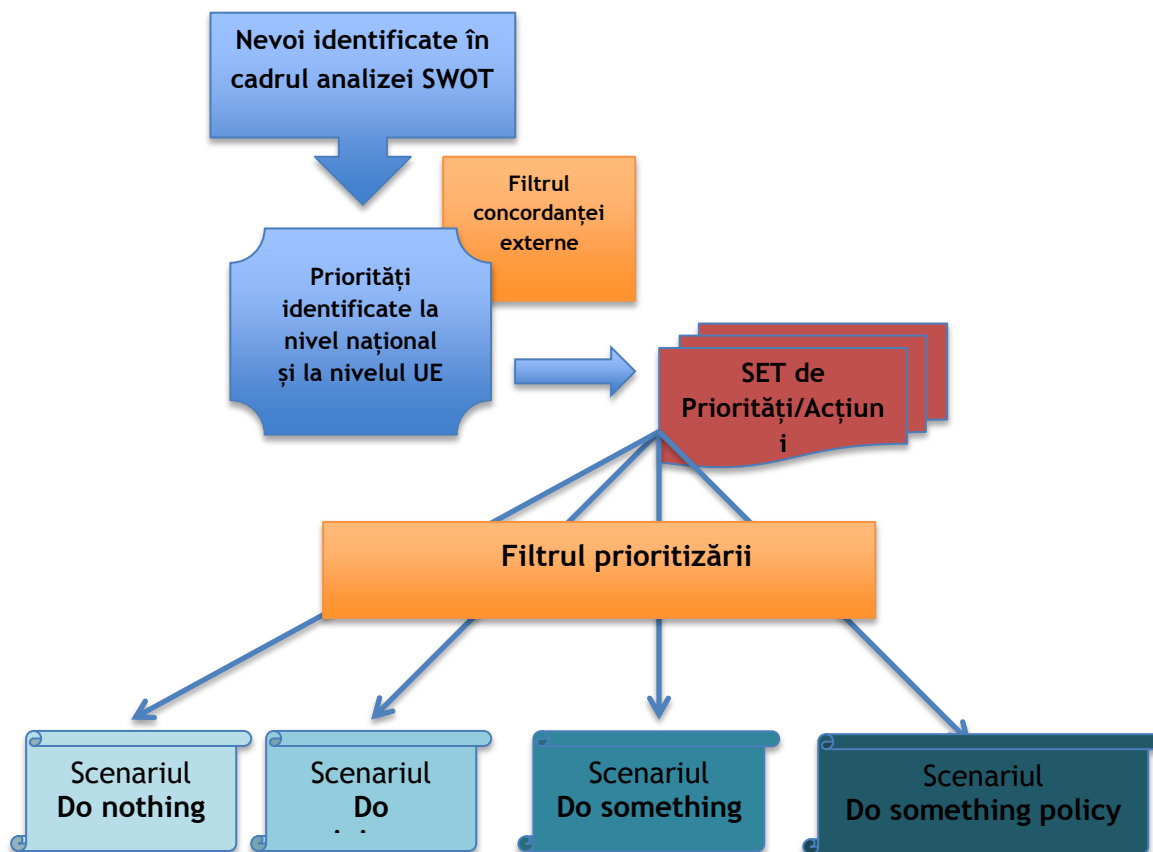 Nevoi identificate în
cadrul analizei SWOT
Filtrul
concordanței
externe
Priorități
identificate la
nivel național
și la nivelul UE
SET de
Priorități/Acțiun
i
Filtrul prioritizării
Scenariul
Do nothing
Scenariul
Do
Scenariul
Do something
Scenariul
Do something policy